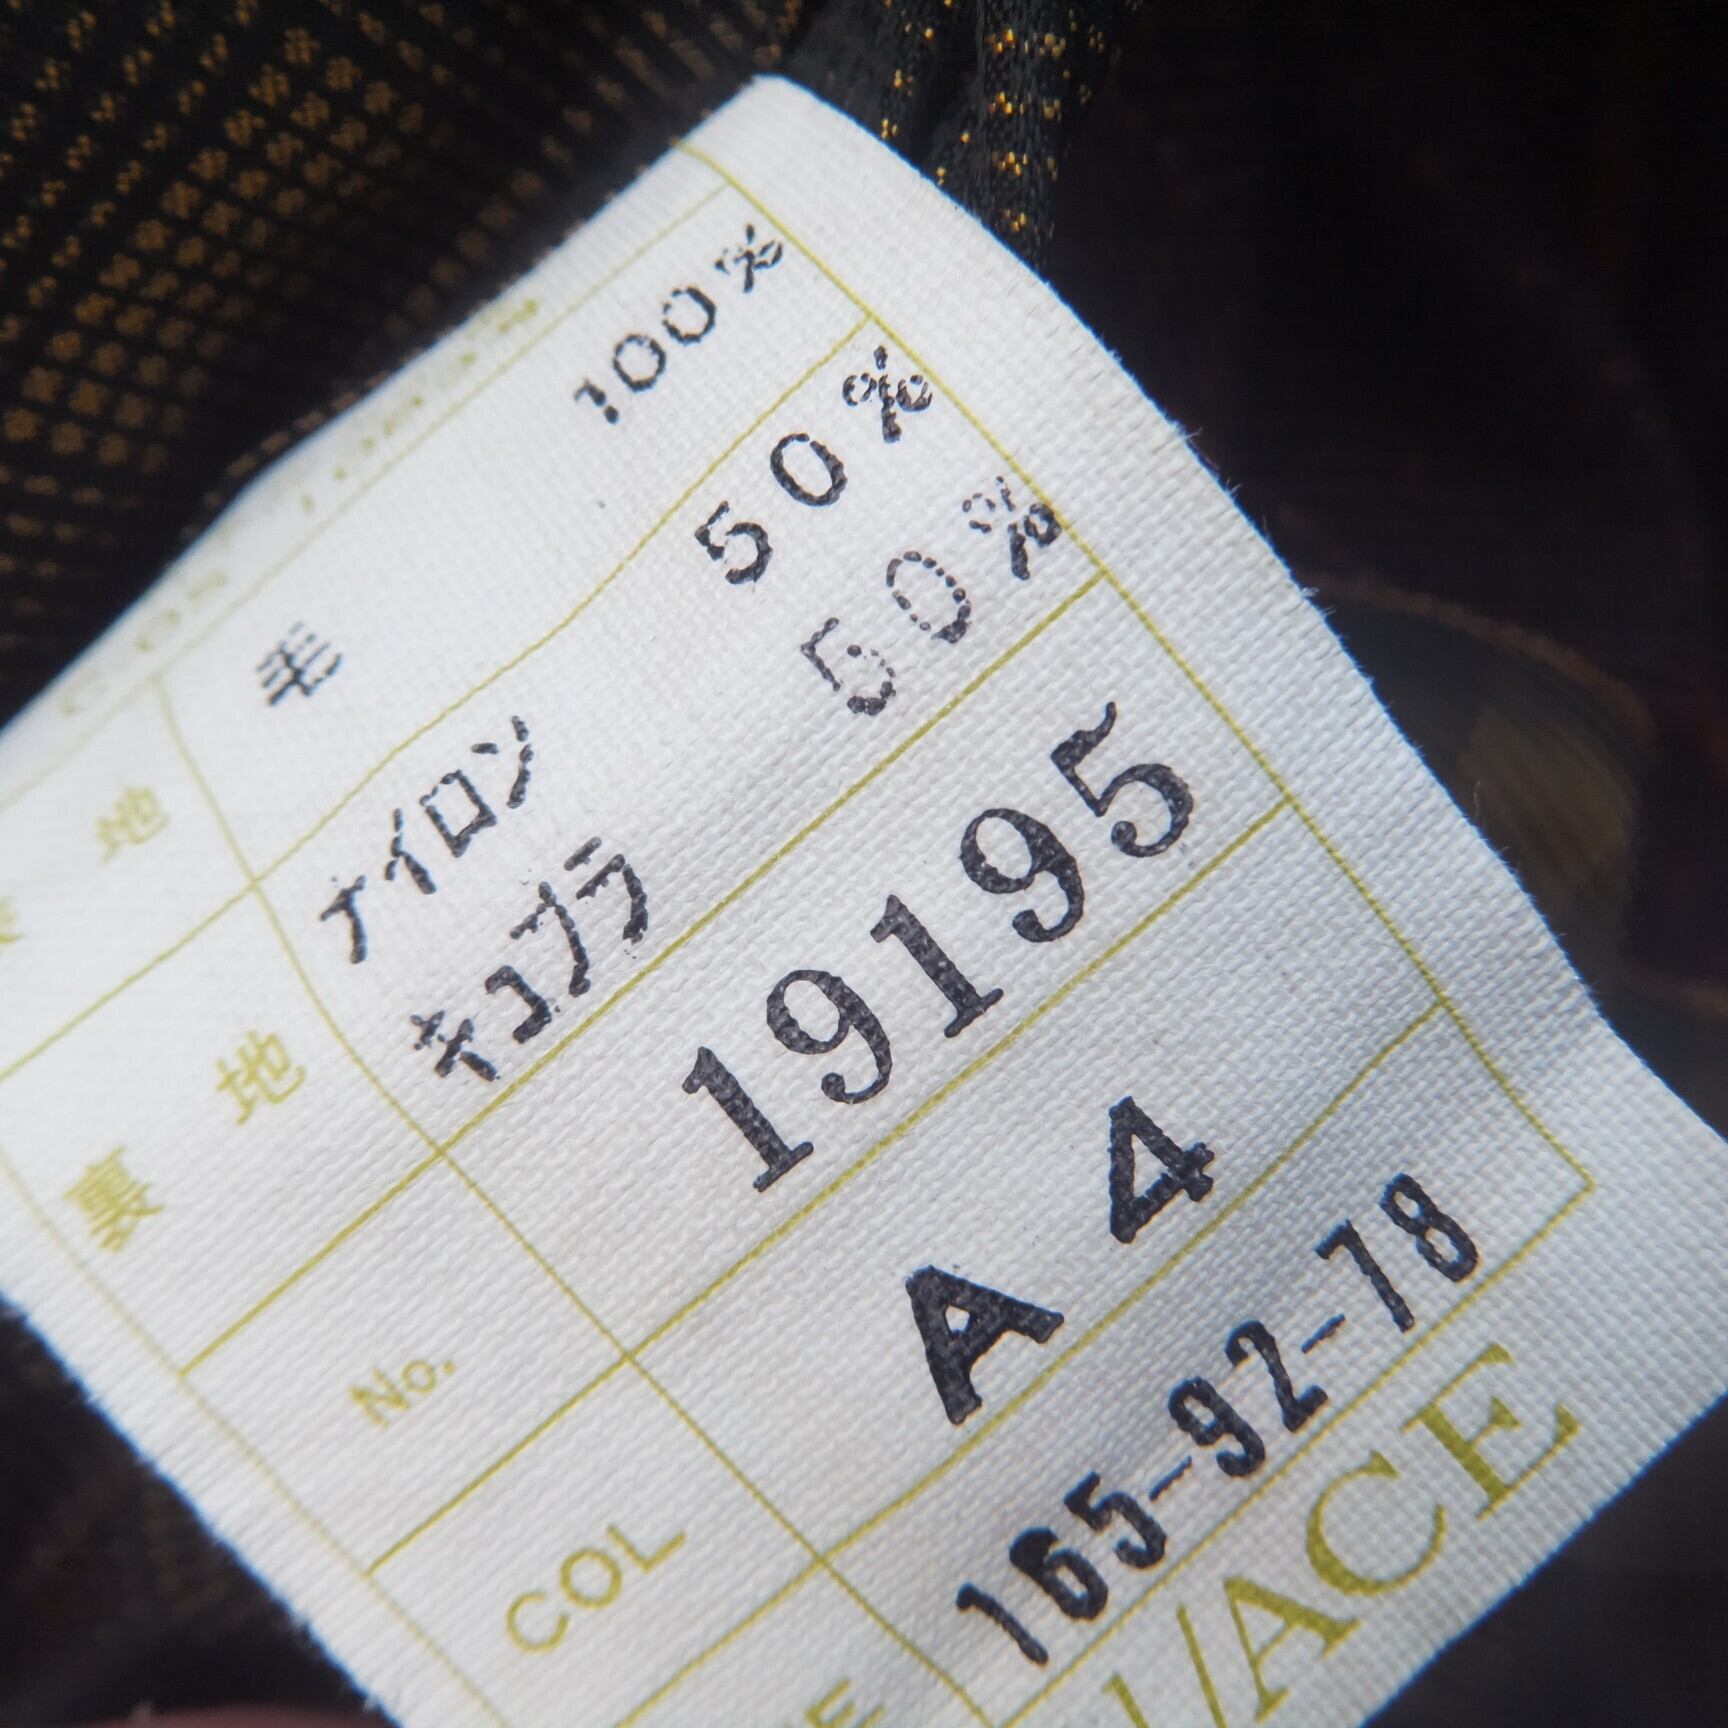 地 毛 100%
裏地 ナイロン 50%
キュプラ 50%
No. 19195
COL A 4
165-92-78
/ACE